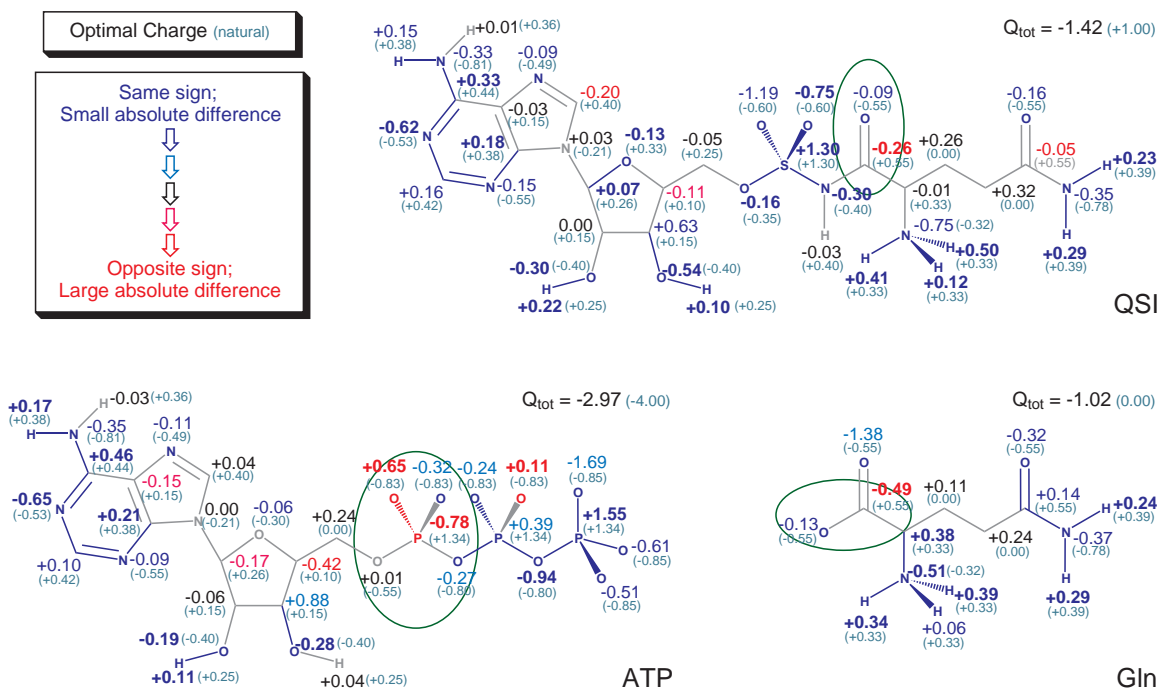 Optimal Charge (natural)
Same sign;
Small absolute difference
Opposite sign;
Large absolute difference
Q_tot = -1.42 (+1.00)
H +0.01 (+0.36)
+0.15
(+0.38)
H
N
-0.33
(-0.81)
-0.09
(-0.49)
N
+0.33
(+0.44)
-0.20
(+0.40)
-0.03
(+0.15)
-0.62
(-0.53)
N
+0.18
(+0.38)
N
+0.03
(-0.21)
+0.16
(+0.42)
N
-0.15
(-0.55)
-0.13
(+0.33)
O
+0.07
(+0.26)
-0.05
(+0.25)
-0.11
(+0.10)
0.00
(+0.15)
+0.63
(+0.15)
-0.30 (-0.40)
O
H
+0.22 (+0.25)
-0.54 (-0.40)
O
H
+0.10 (+0.25)
O
-0.16
(-0.35)
-1.19
(-0.60)
O
-0.75
(-0.60)
O
S
+1.30
(+1.30)
N
-0.30
(-0.40)
H
-0.03
(+0.40)
-0.09
(-0.55)
O
-0.26
(+0.55)
-0.01
(+0.33)
+0.26
(0.00)
+0.32
(0.00)
-0.16
(-0.55)
O
-0.05
(+0.55)
N
-0.35
(-0.78)
H +0.23
(+0.39)
H
+0.29
(+0.39)
N
-0.75 (-0.32)
H
+0.41
(+0.33)
H
+0.50
(+0.33)
H
+0.12
(+0.33)
QSI
Q_tot = -2.97 (-4.00)
H -0.03 (+0.36)
+0.17
(+0.38)
H
N
-0.35
(-0.81)
-0.11
(-0.49)
N
+0.46
(+0.44)
+0.04
(+0.40)
-0.15
(+0.15)
-0.65
(-0.53)
N
+0.21
(+0.38)
N
0.00
(-0.21)
+0.10
(+0.42)
N
-0.09
(-0.55)
-0.06
(-0.30)
O
-0.17
(+0.26)
+0.24
(0.00)
-0.42
(+0.10)
-0.06
(+0.15)
+0.88
(+0.15)
-0.19 (-0.40)
O
H
+0.11 (+0.25)
-0.28 (-0.40)
O
H
+0.04 (+0.25)
O
+0.01
(-0.55)
+0.65
(-0.83)
O
-0.32
(-0.83)
O
P
-0.78
(+1.34)
O
-0.27
(-0.80)
-0.24
(-0.83)
O
+0.11
(-0.83)
O
P
+0.39
(+1.34)
O
-0.94
(-0.80)
-1.69
(-0.85)
O
P
+1.55
(+1.34)
O
-0.61
(-0.85)
O
-0.51
(-0.85)
ATP
Q_tot = -1.02 (0.00)
-1.38
(-0.55)
O
-0.49
(+0.55)
-0.13
(-0.55)
O
+0.38
(+0.33)
+0.11
(0.00)
+0.24
(0.00)
-0.32
(-0.55)
O
+0.14
(+0.55)
N
-0.37
(-0.78)
H +0.24
(+0.39)
H
+0.29
(+0.39)
N
-0.51 (-0.32)
H
+0.34
(+0.33)
H
+0.39
(+0.33)
H
+0.06
(+0.33)
Gln